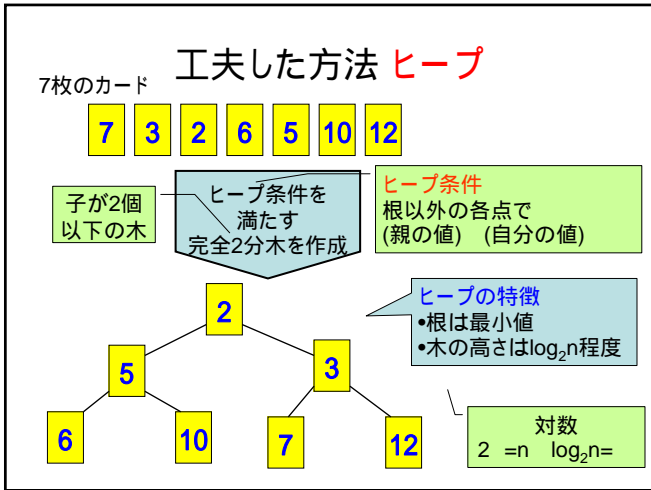 工夫した方法 ヒープ
7枚のカード
7 3 2 6 5 10 12
子が2個
以下の木
ヒープ条件を
満たす
完全2分木を作成
ヒープ条件
根以外の各点で
(親の値) (自分の値)
2
5 3
6 10 7 12
ヒープの特徴
•根は最小値
•木の高さはlog₂n程度
対数
2 =n log₂n=